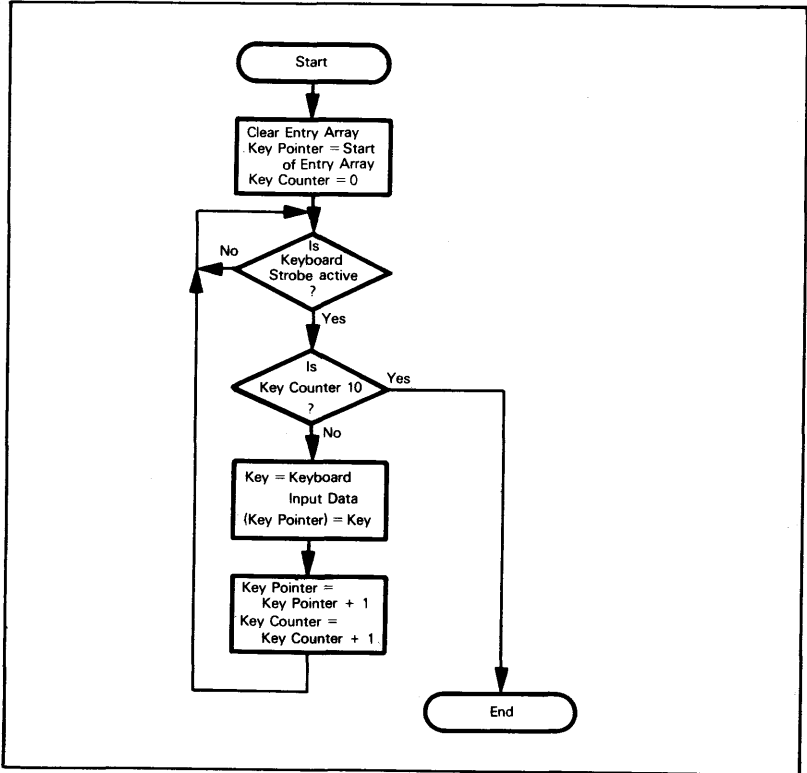 Start
Clear Entry Array
Key Pointer = Start
of Entry Array
Key Counter = 0
Is
Keyboard
Strobe active
?
No
Yes
Is
Key Counter 10
?
Yes
No
Key = Keyboard
Input Data
(Key Pointer) = Key
Key Pointer =
Key Pointer + 1
Key Counter =
Key Counter + 1
End